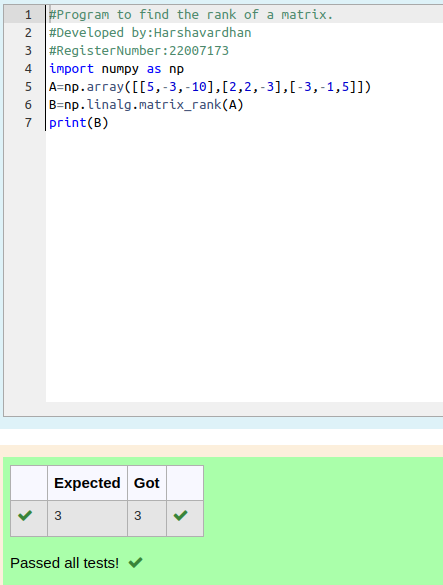 1 #Program to find the rank of a matrix.
2 #Developed by:Harshavardhan
3 #RegisterNumber:22007173
4 import numpy as np
5 A=np.array([[5,-3,-10],[2,2,-3],[-3,-1,5]])
6 B=np.linalg.matrix_rank(A)
7 print(B)
Expected Got
3 3
Passed all tests!